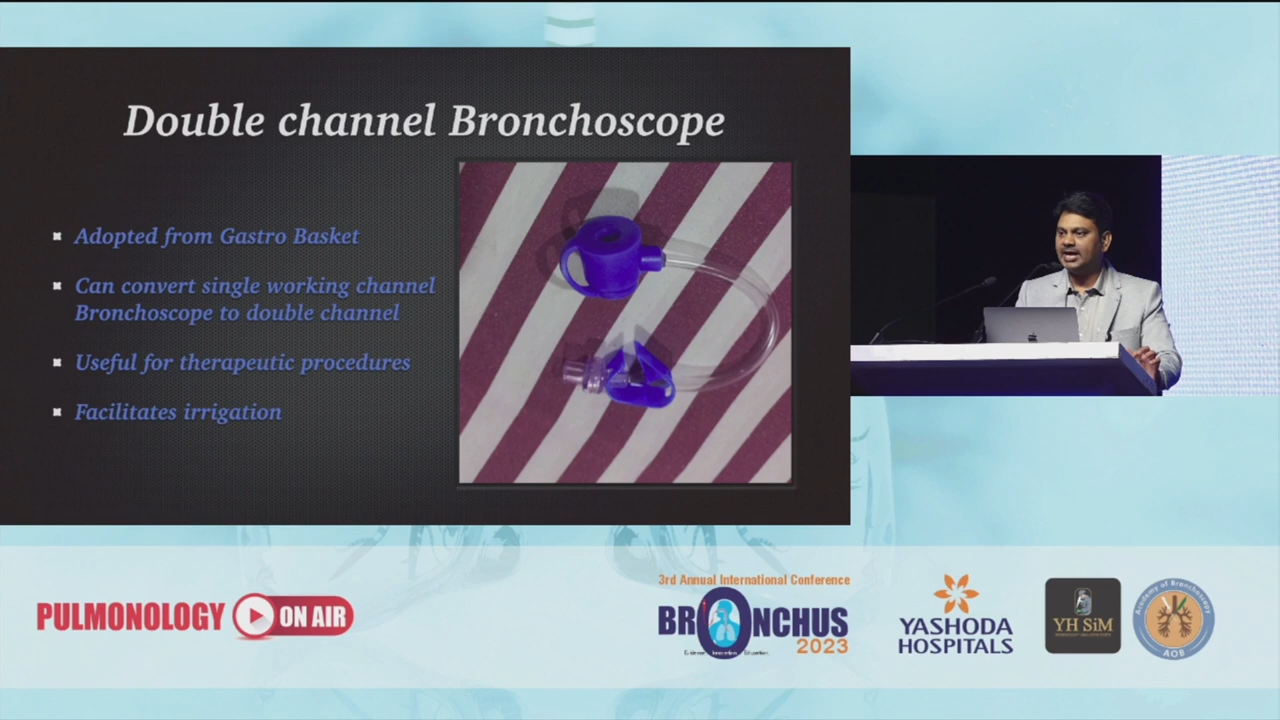 Double channel Bronchoscope
Adopted from Gastro Basket
Can convert single working channel
Bronchoscope to double channel
Useful for therapeutic procedures
Facilitates irrigation
PULMONOLOGY ON AIR
3rd Annual International Conference
BRONCHUS
2023
YASHODA
HOSPITALS
YH SiM
Academy of Bronchoscopy
AOB